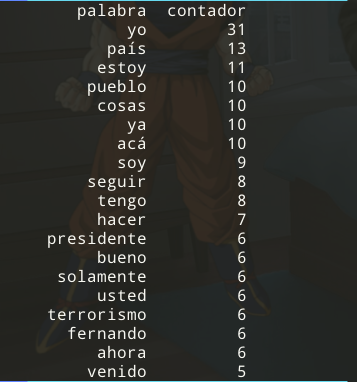 palabra contador
yo 31
país 13
estoy 11
pueblo 10
cosas 10
ya 10
acá 10
soy 9
seguir 8
tengo 8
hacer 7
presidente 6
bueno 6
solamente 6
usted 6
terrorismo 6
fernando 6
ahora 6
venido 5